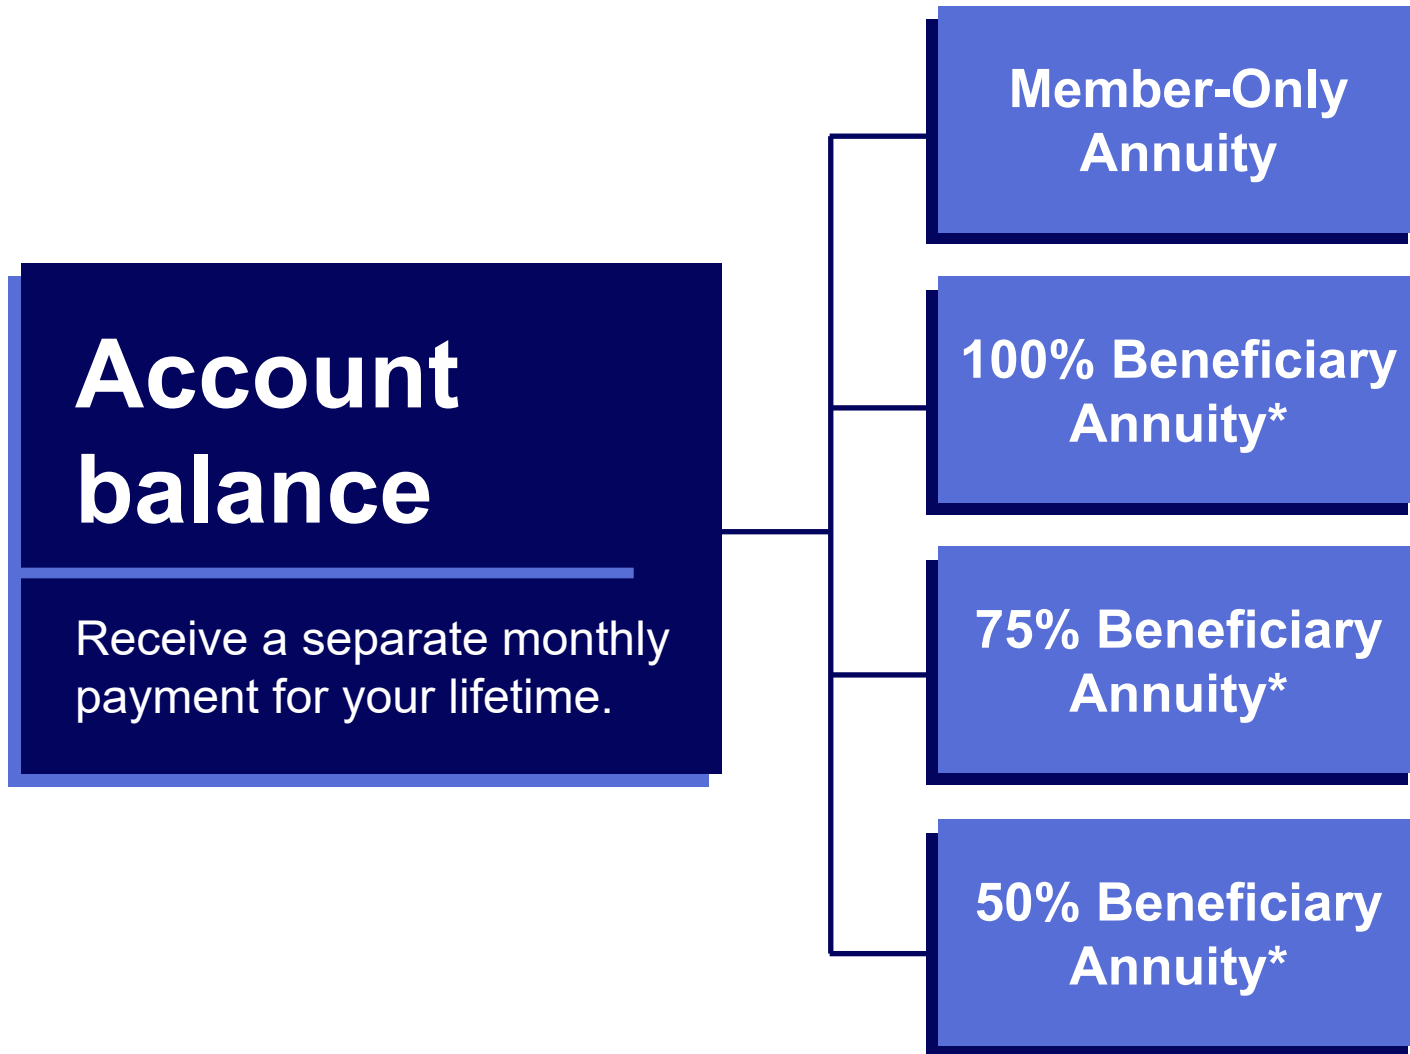 Account
balance
Receive a separate monthly
payment for your lifetime.
Member-Only
Annuity
100% Beneficiary
Annuity*
75% Beneficiary
Annuity*
50% Beneficiary
Annuity*